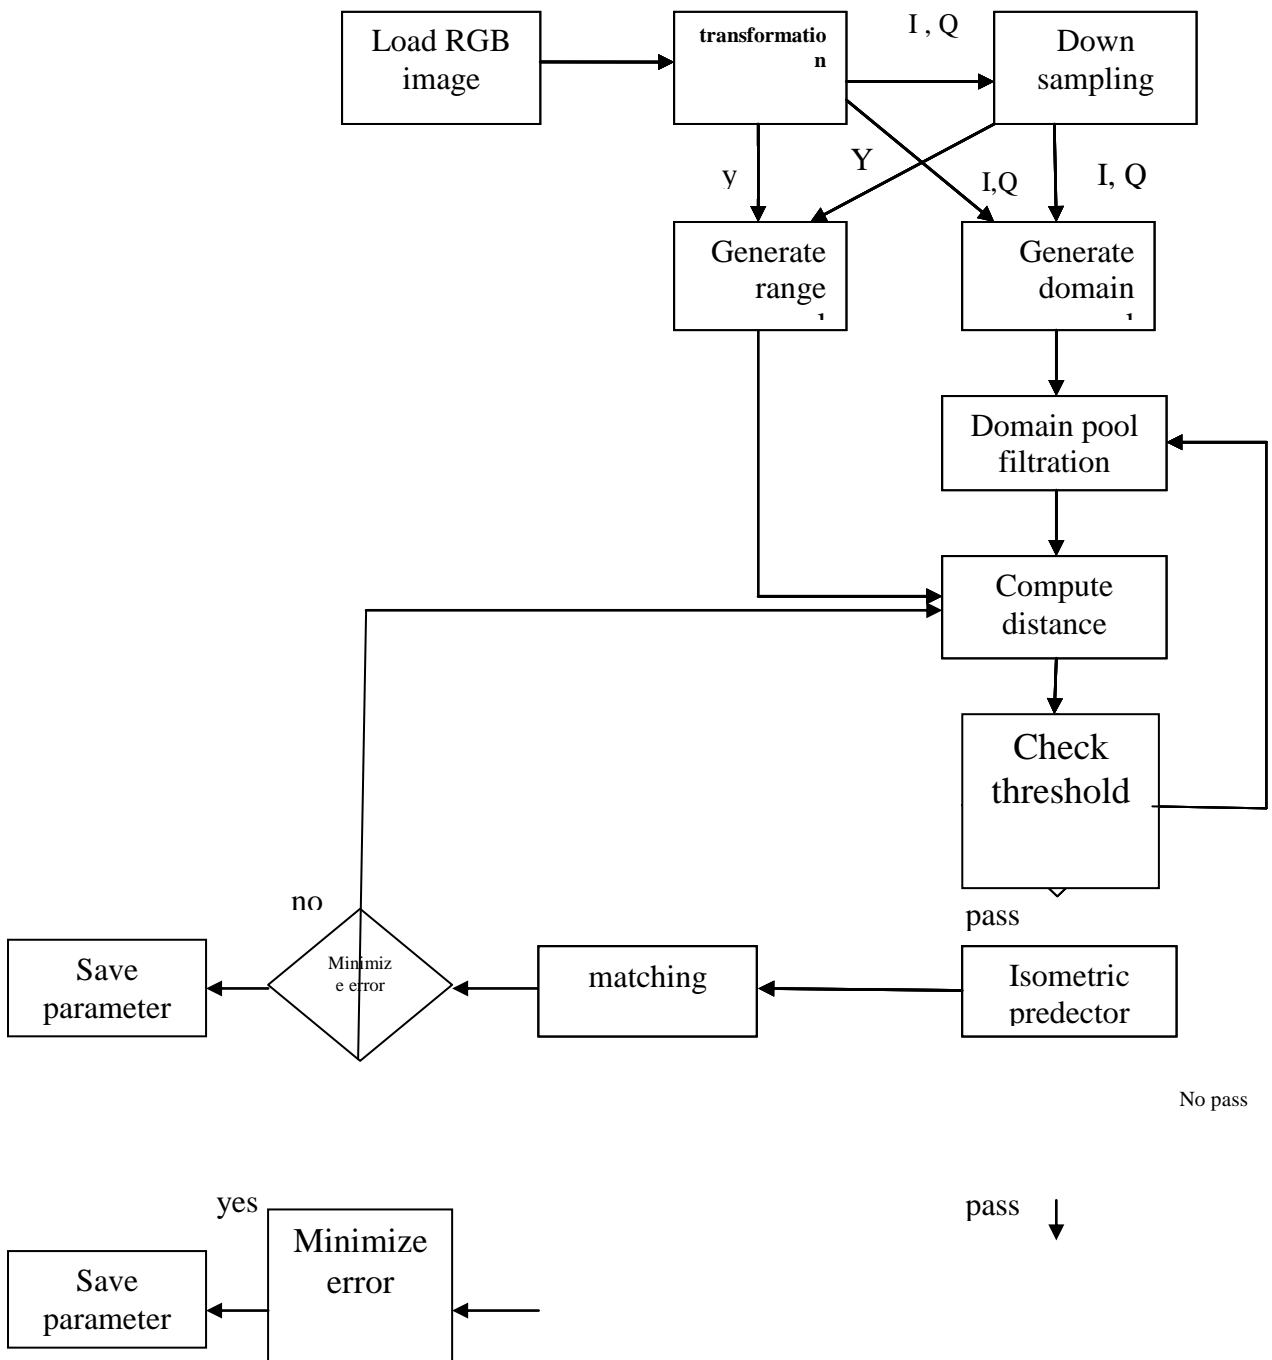 Load RGB
image
transformatio
n
I , Q
Down
sampling
y
Y
I,Q
I, Q
Generate
range
Generate
domain
Domain pool
filtration
Compute
distance
Check
threshold
no
pass
Save
parameter
Minimiz
e error
matching
Isometric
predector
No pass
yes
pass
Save
parameter
Minimize
error